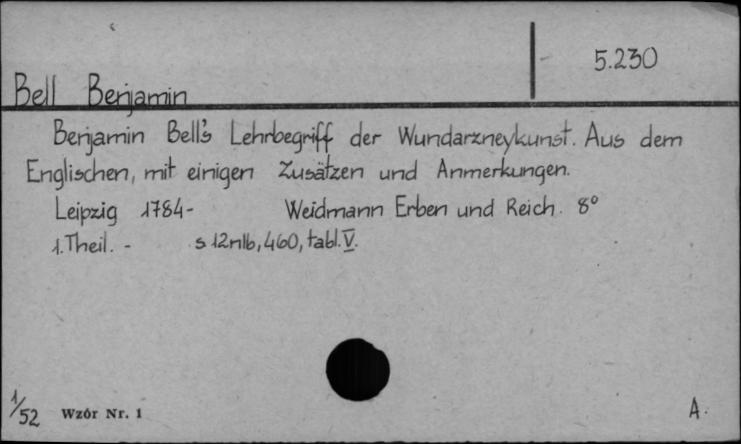 5.230
Bell Benjamin
Benjamin Bell's Lehrbegriff der Wundarzneykunst. Aus dem
Englischen, mit einigen Zusätzen und Anmerkungen.
Leipzig 1784- Weidmann Erben und Reich. 8°
1. Theil. - s 12nlb, 460, tabl. V.
1/52 Wzór Nr. 1 A.